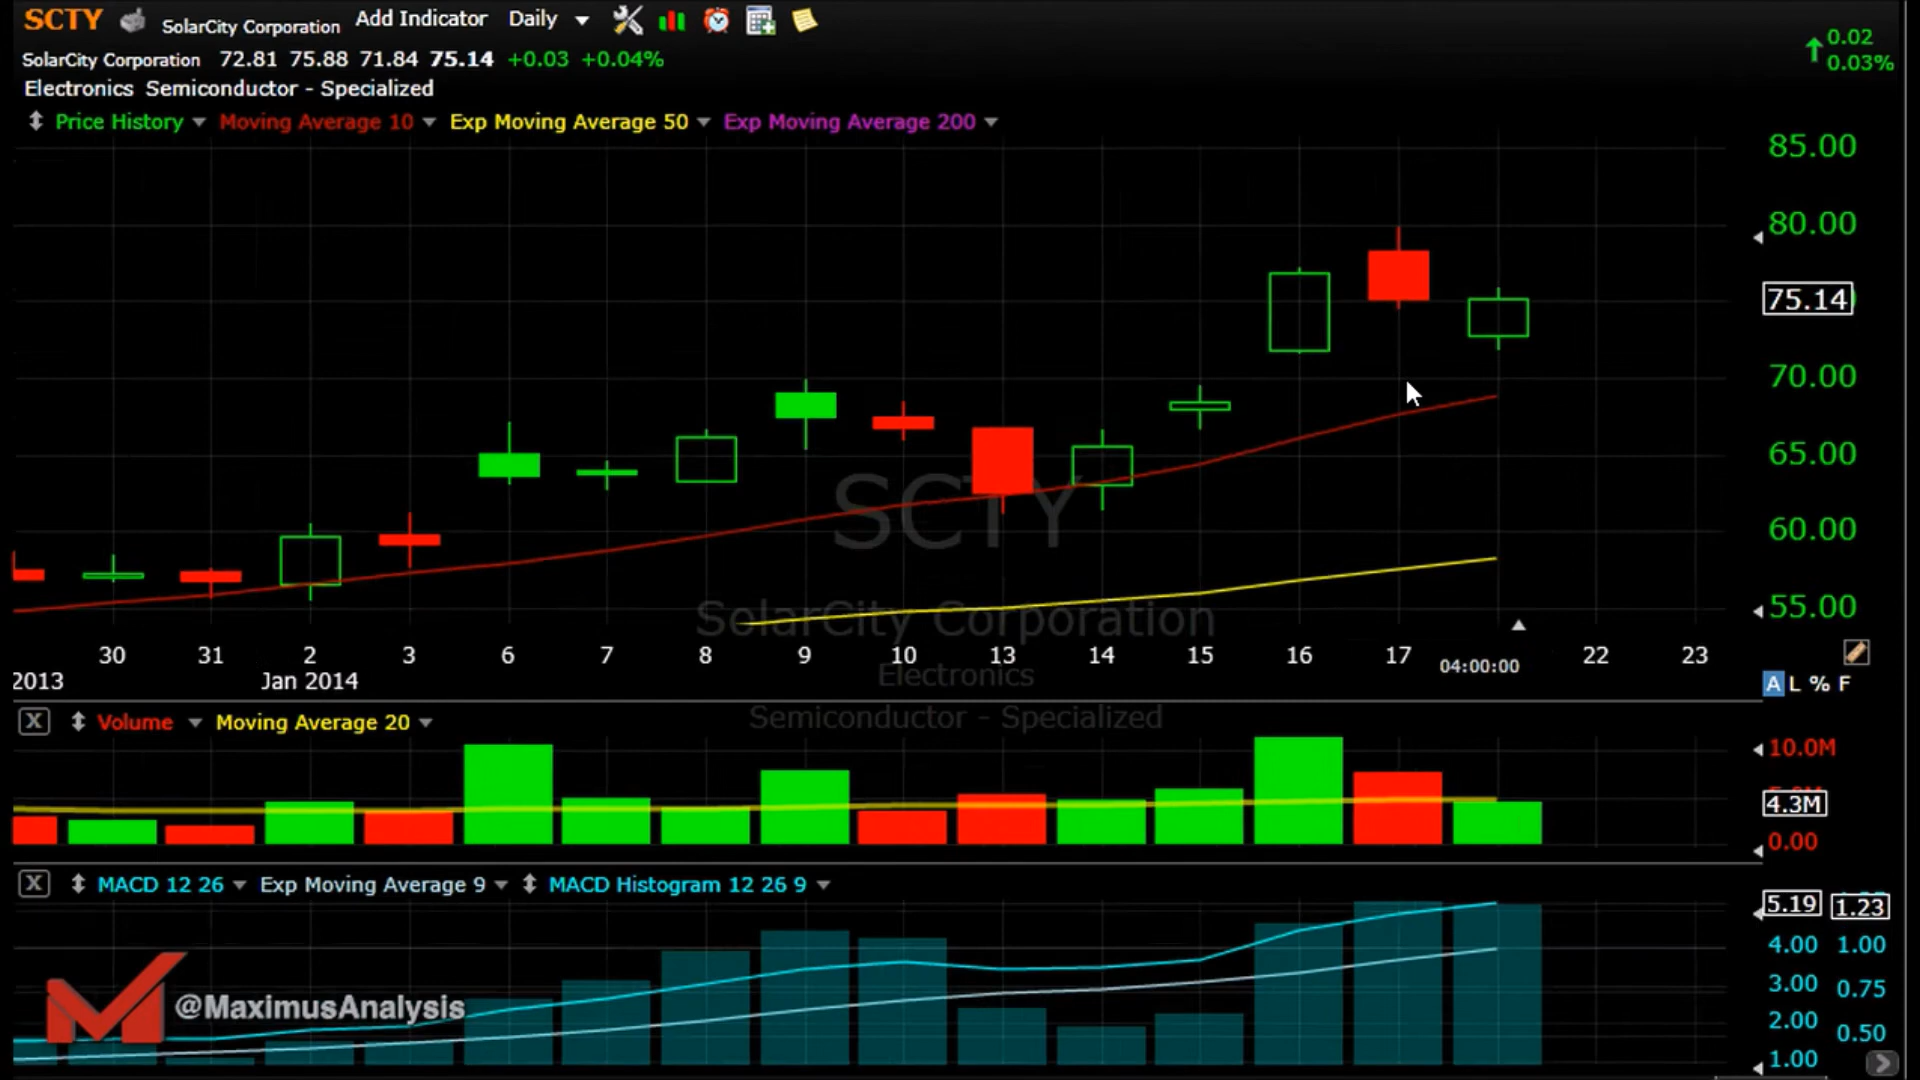 SCTY SolarCity Corporation Add Indicator Daily
0.02
0.03%
SolarCity Corporation 72.81 75.88 71.84 75.14 +0.03 +0.04%
Electronics Semiconductor - Specialized
Price History Moving Average 10 Exp Moving Average 50 Exp Moving Average 200
85.00
80.00
75.14
70.00
65.00
60.00
55.00
SCTY
SolarCity Corporation
Electronics
Semiconductor - Specialized
30 31 2 3 6 7 8 9 10 13 14 15 16 17 04:00:00 22 23
2013 Jan 2014
A L % F
X Volume Moving Average 20
10.0M
4.3M
0.00
X MACD 12 26 Exp Moving Average 9 MACD Histogram 12 26 9
5.19 1.23
4.00 1.00
3.00 0.75
2.00 0.50
1.00
@MaximusAnalysis